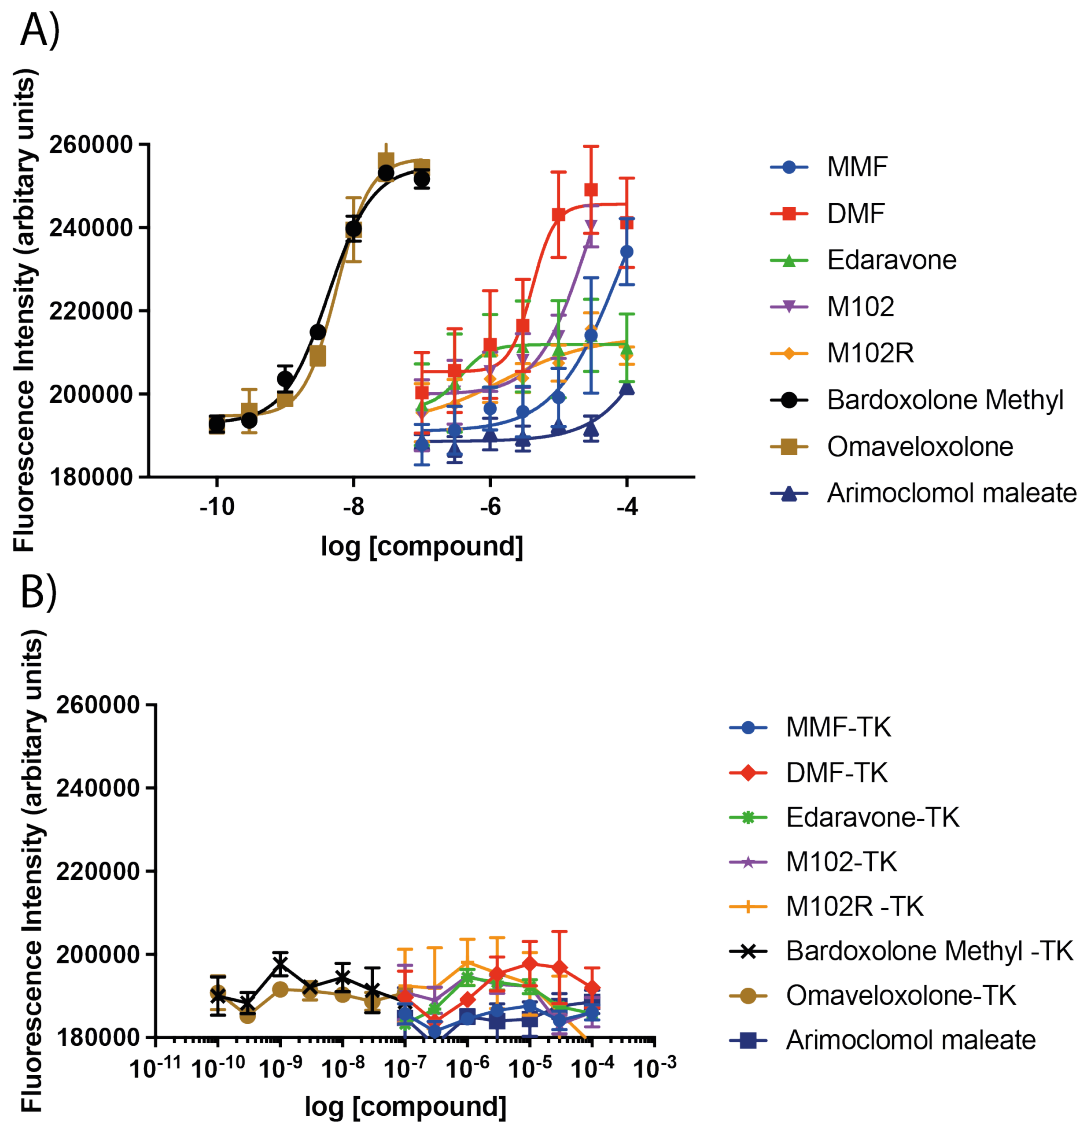 A)
Fluorescence Intensity (arbitary units)
260000
240000
220000
200000
180000
-10
-8
-6
-4
log [compound]
MMF
DMF
Edaravone
M102
M102R
Bardoxolone Methyl
Omaveloxolone
Arimoclomol maleate
B)
Fluorescence Intensity (arbitary units)
260000
240000
220000
200000
180000
10-11
10-10
10-9
10-8
10-7
10-6
10-5
10-4
10-3
log [compound]
MMF-TK
DMF-TK
Edaravone-TK
M102-TK
M102R -TK
Bardoxolone Methyl -TK
Omaveloxolone-TK
Arimoclomol maleate